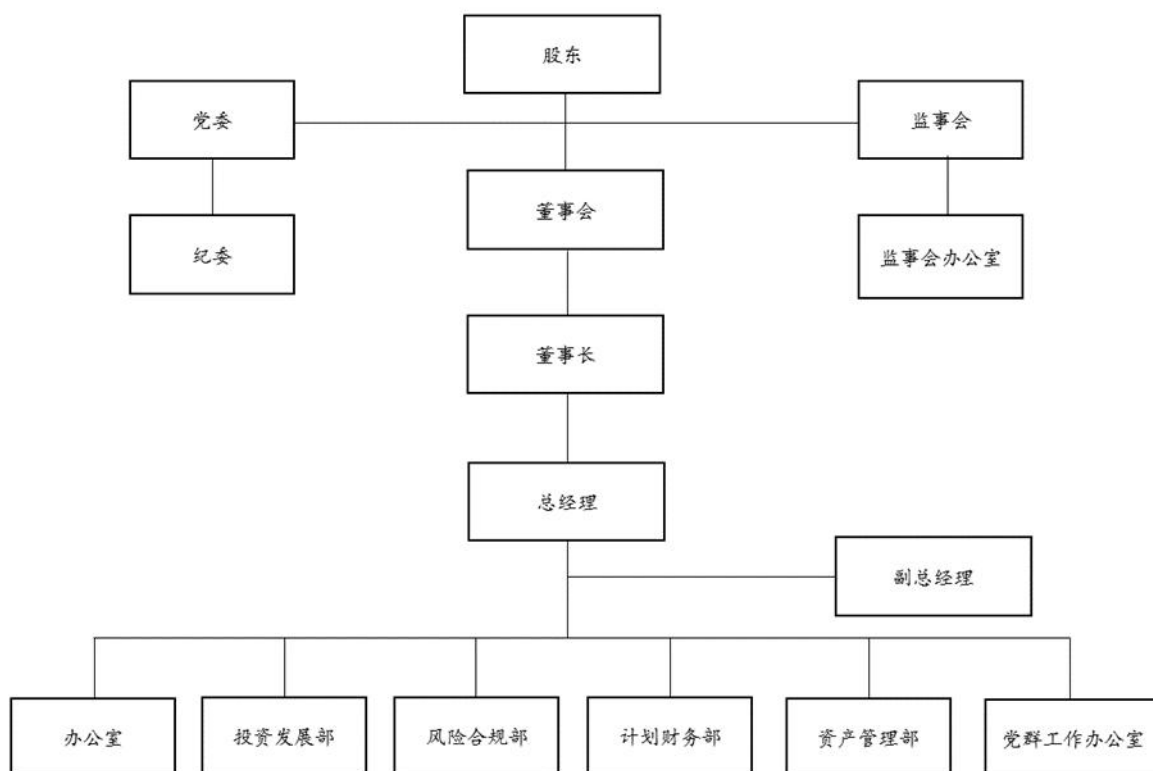 股东
党委
监事会
董事会
纪委
监事会办公室
董事长
总经理
副总经理
办公室
投资发展部
风险合规部
计划财务部
资产管理部
党群工作办公室